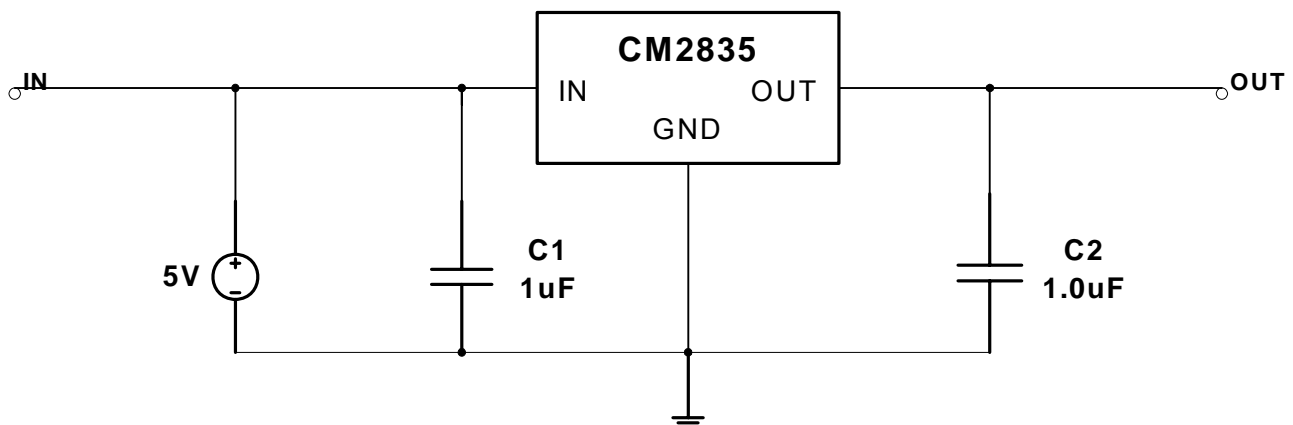 CM2835
IN
IN
OUT
OUT
GND
5V
+
−
C1
1uF
C2
1.0uF